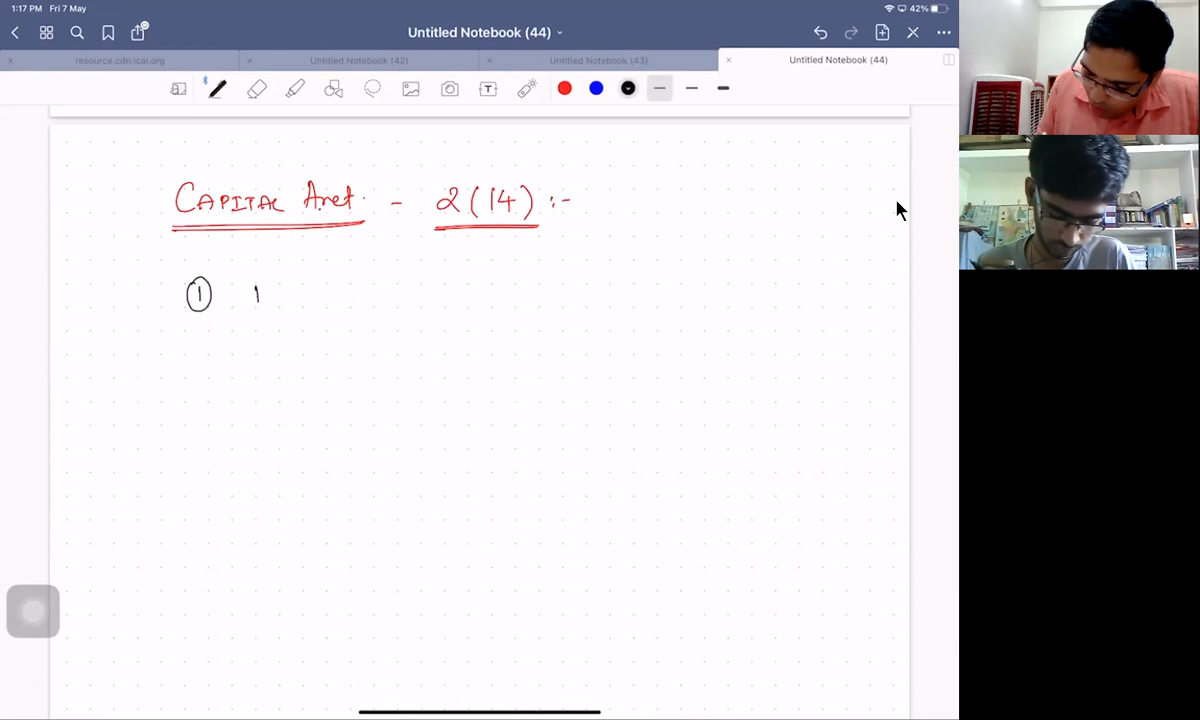 1:17 PM Fri 7 May
42%
Untitled Notebook (44)
resource.cdn.icai.org
Untitled Notebook (42)
Untitled Notebook (43)
Untitled Notebook (44)
T
CAPITAL Asset - 2(14) :-
① I